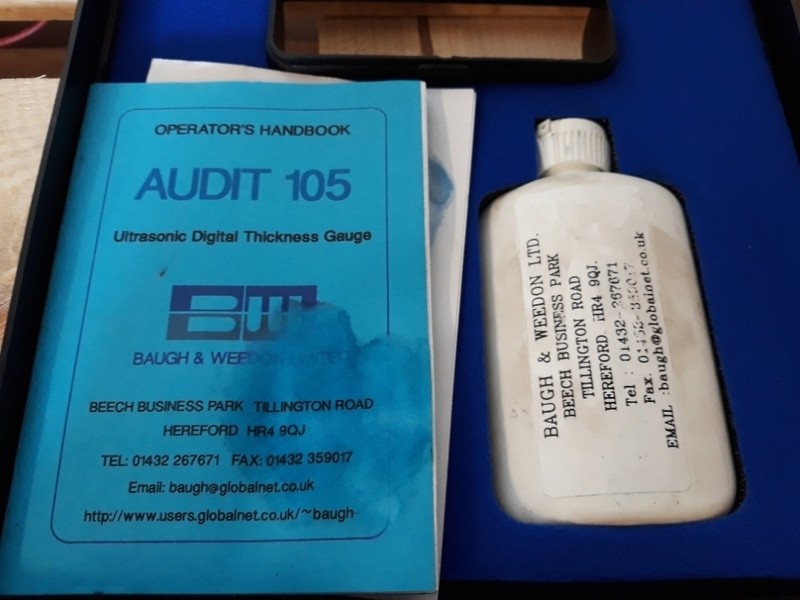 OPERATOR'S HANDBOOK
AUDIT 105
Ultrasonic Digital Thickness Gauge
BW
BAUGH & WEEDON
BEECH BUSINESS PARK TILLINGTON ROAD
HEREFORD HR4 9QJ
TEL: 01432 267671 FAX: 01432 359017
Email: baugh@globalnet.co.uk
http://www.users.globalnet.co.uk/~baugh
BAUGH & WEEDON LTD.
BEECH BUSINESS PARK
TILLINGTON ROAD
HEREFORD. HR4 9QJ.
Tel : 01432-267671
Fax.
EMAIL :baugh@globalnet.co.uk